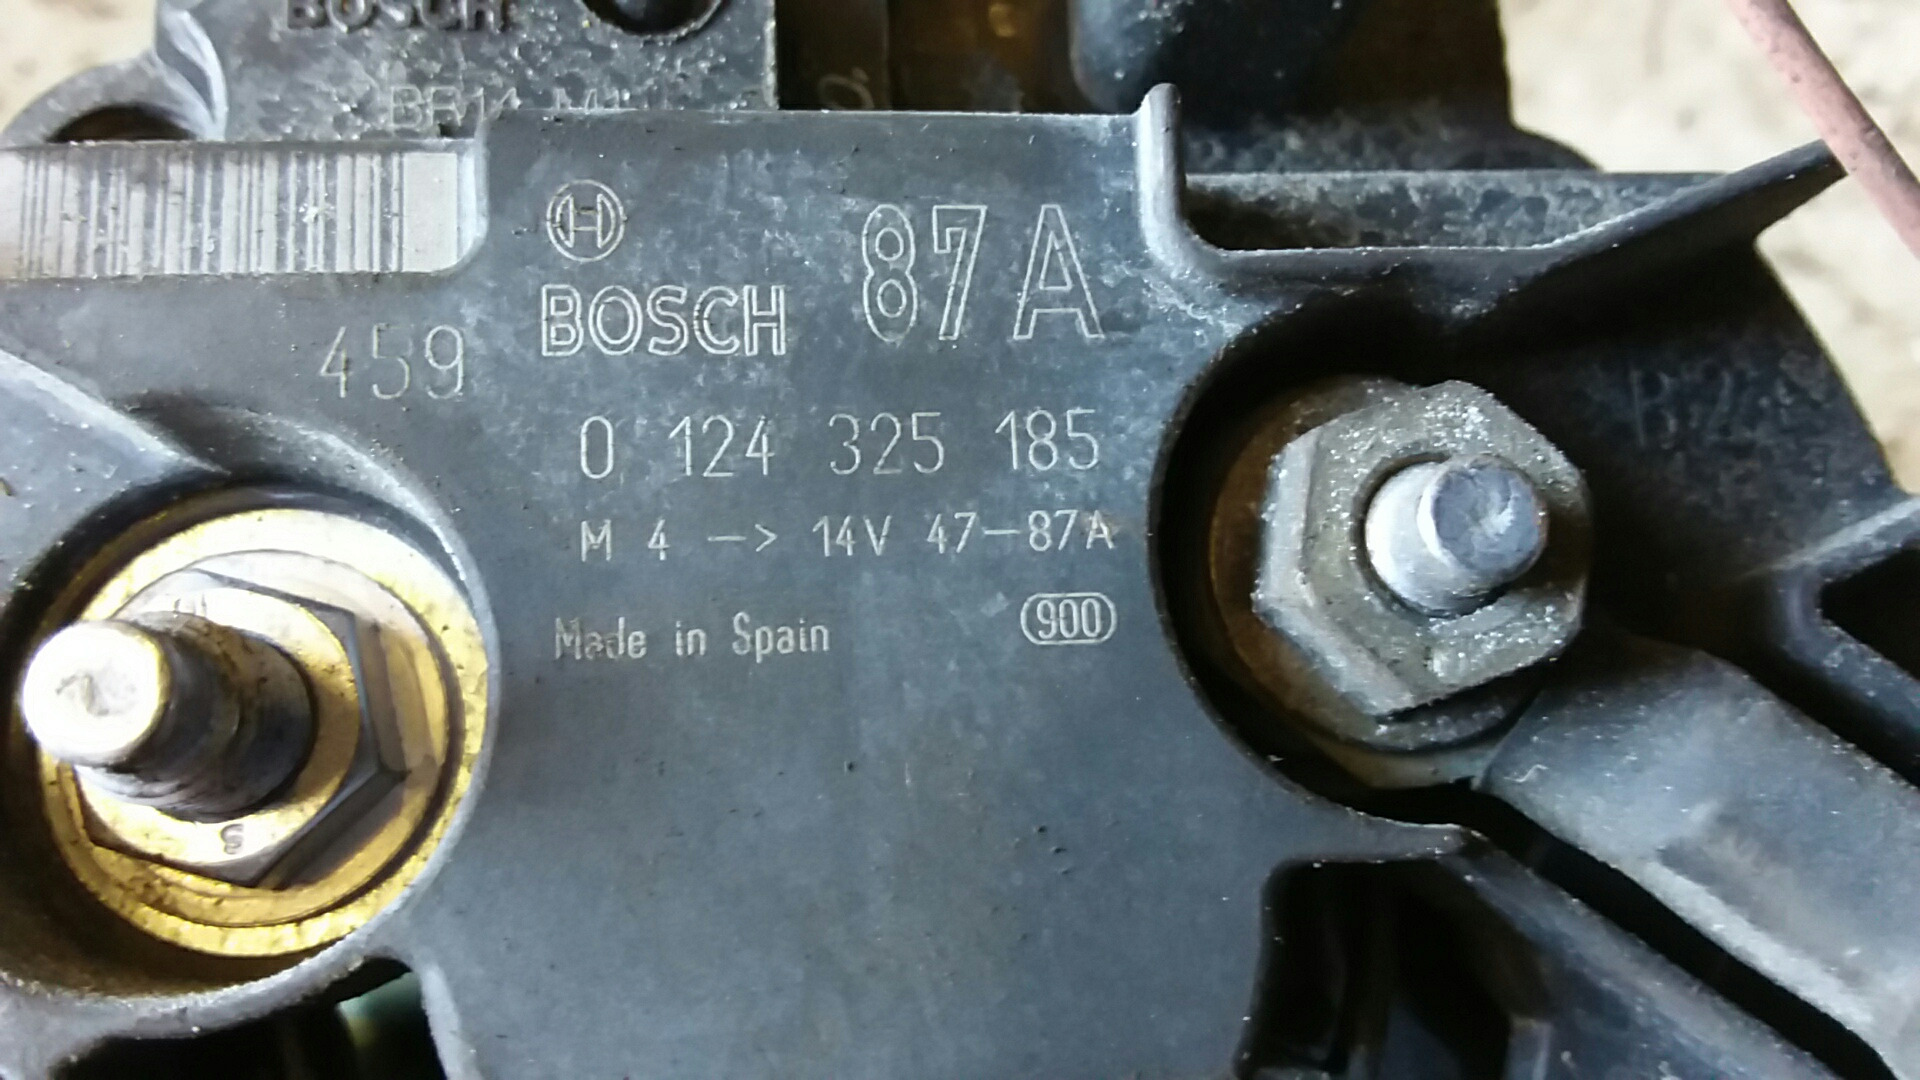 BOSCH
87A
BOSCH
459
0 124 325 185
M 4 -> 14V 47-87A
Made in Spain
900